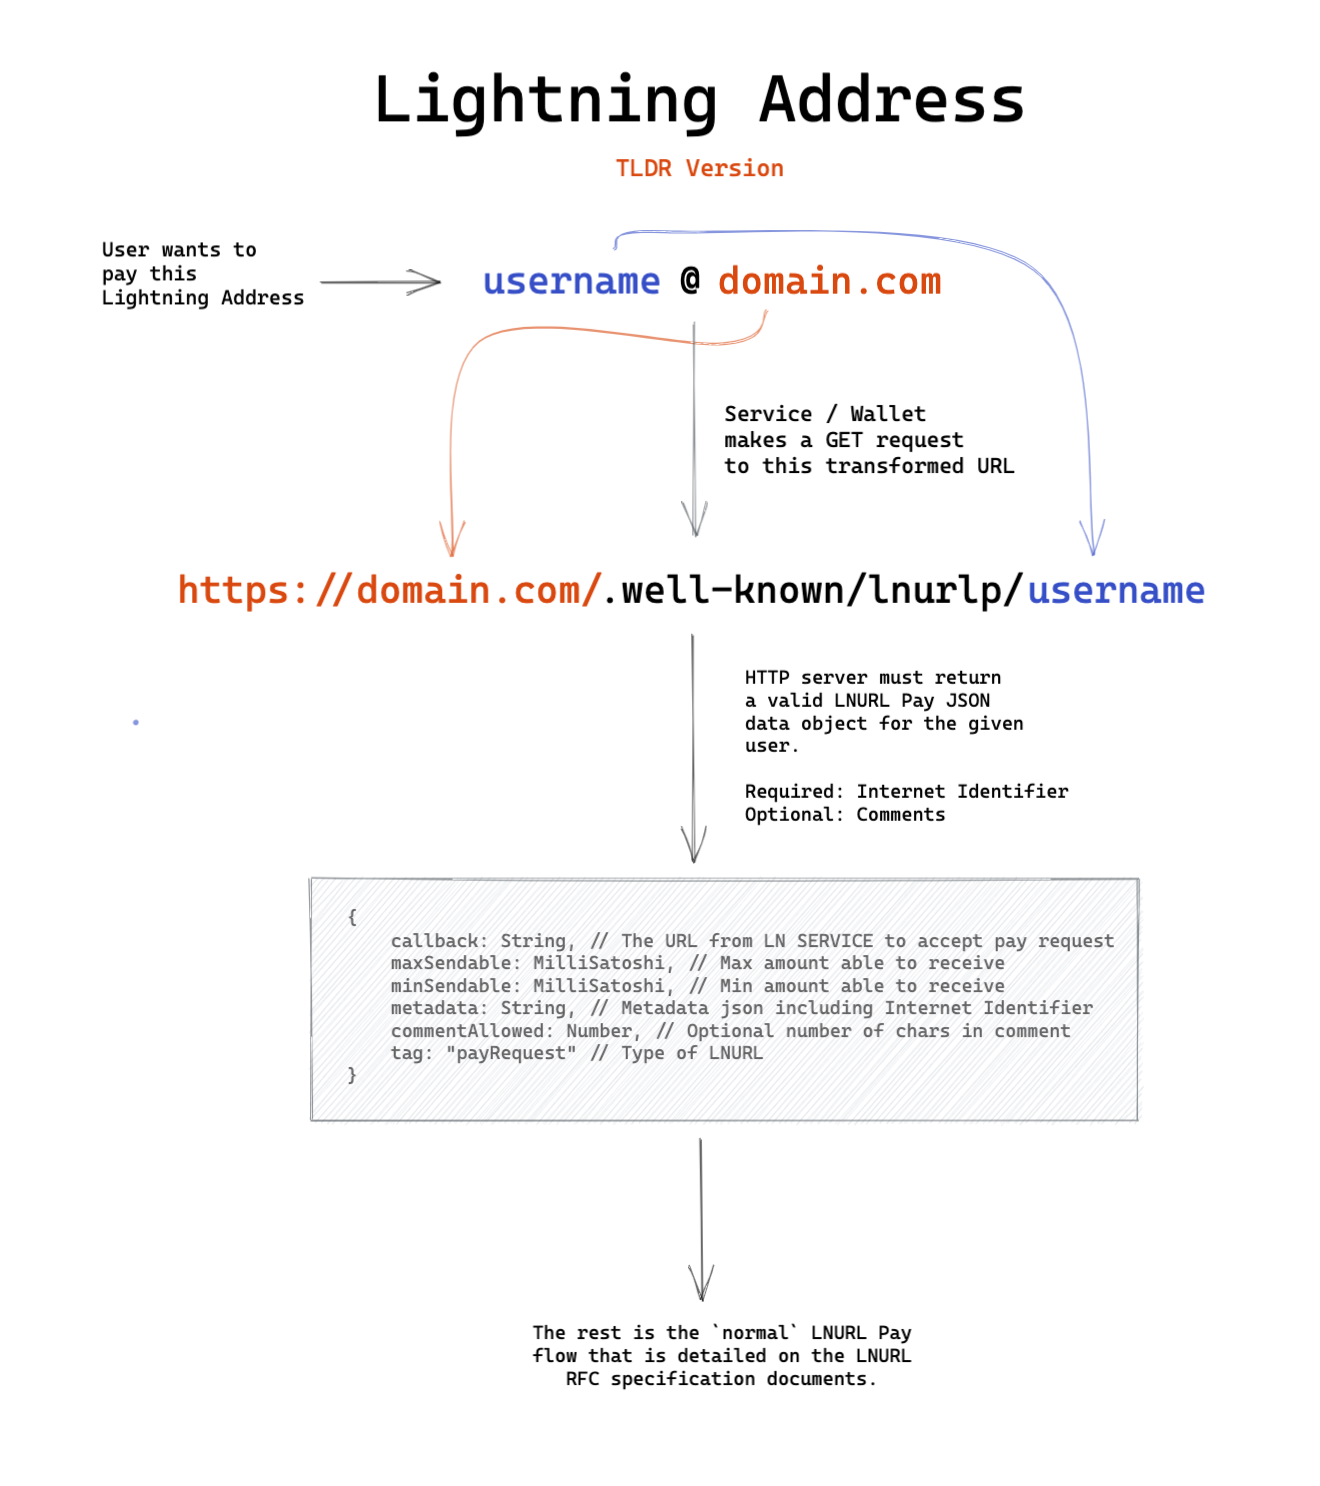 Lightning Address
TLDR Version
User wants to
pay this
Lightning Address
username @ domain.com
Service / Wallet
makes a GET request
to this transformed URL
https://domain.com/.well-known/lnurlp/username
HTTP server must return
a valid LNURL Pay JSON
data object for the given
user.
Required: Internet Identifier
Optional: Comments
{
callback: String, // The URL from LN SERVICE to accept pay request
maxSendable: MilliSatoshi, // Max amount able to receive
minSendable: MilliSatoshi, // Min amount able to receive
metadata: String, // Metadata json including Internet Identifier
commentAllowed: Number, // Optional number of chars in comment
tag: "payRequest" // Type of LNURL
}
The rest is the `normal` LNURL Pay
flow that is detailed on the LNURL
RFC specification documents.